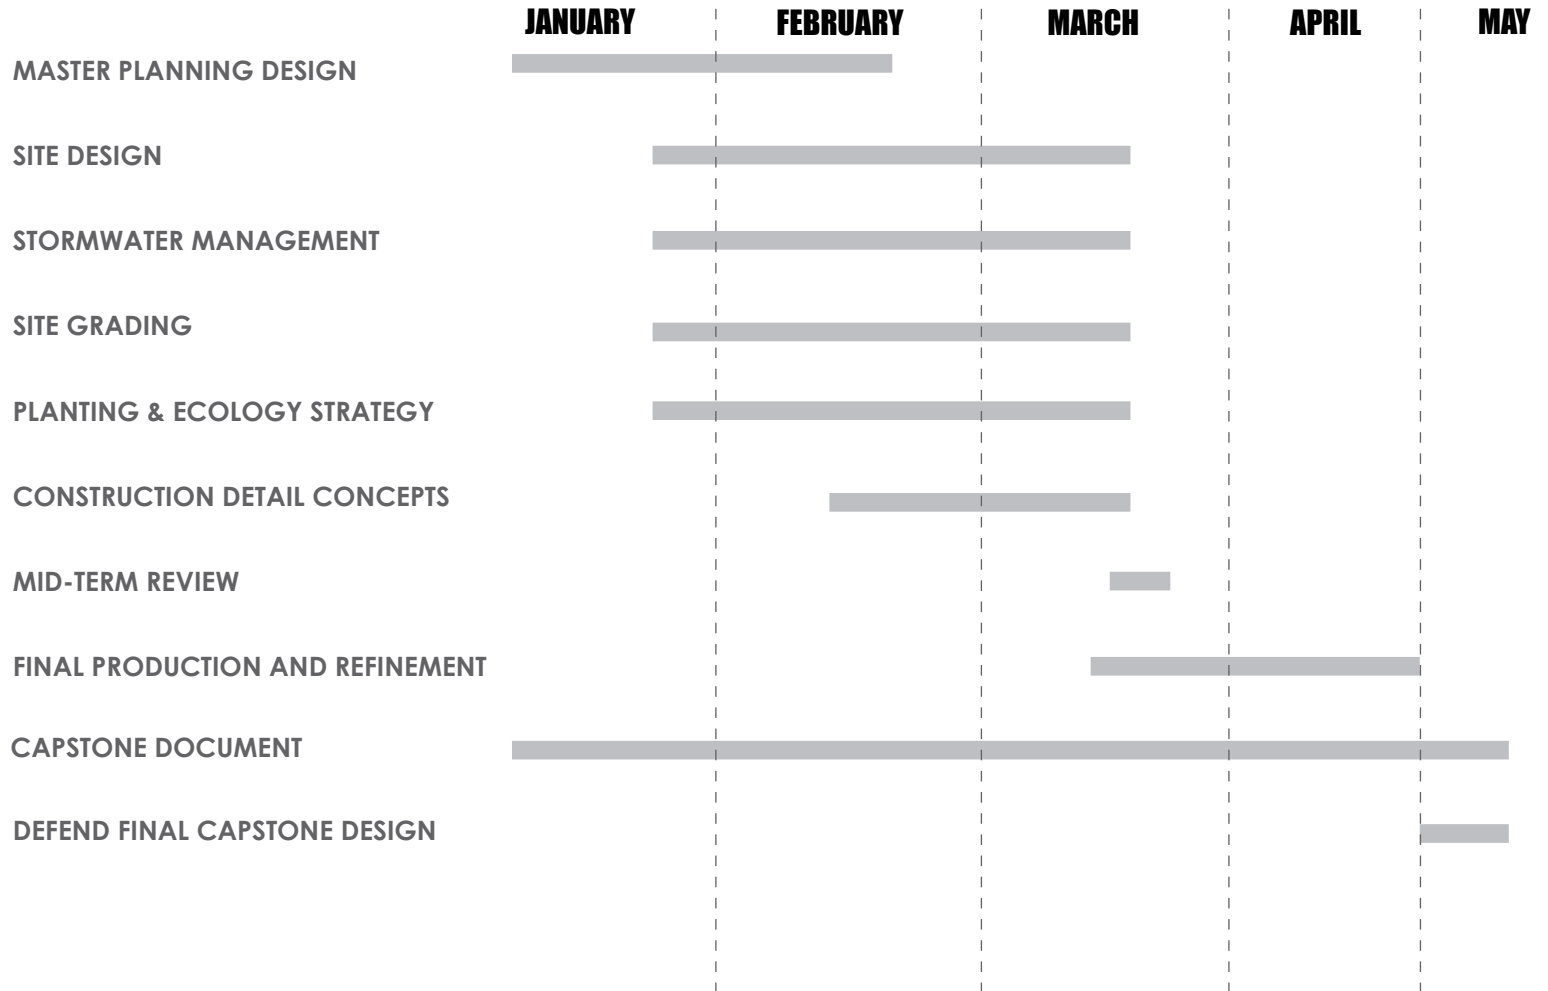 JANUARY FEBRUARY MARCH APRIL MAY
MASTER PLANNING DESIGN
SITE DESIGN
STORMWATER MANAGEMENT
SITE GRADING
PLANTING & ECOLOGY STRATEGY
CONSTRUCTION DETAIL CONCEPTS
MID-TERM REVIEW
FINAL PRODUCTION AND REFINEMENT
CAPSTONE DOCUMENT
DEFEND FINAL CAPSTONE DESIGN